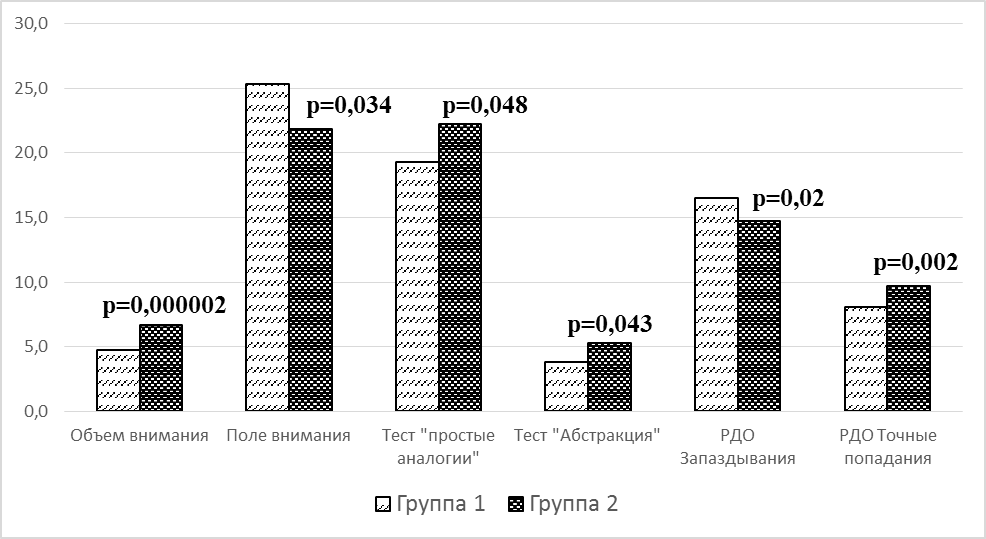 30,0
25,0
20,0
15,0
10,0
5,0
0,0
p=0,000002
p=0,034
p=0,048
p=0,043
p=0,02
p=0,002
Объем внимания
Поле внимания
Тест "простые
аналогии"
Тест "Абстракция"
РДО
Запаздывания
РДО Точные
попадания
Группа 1
Группа 2